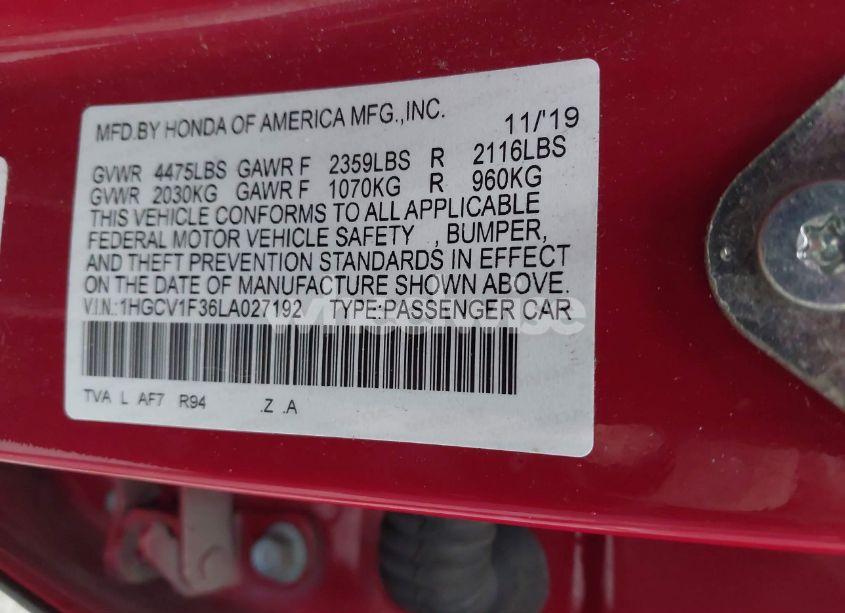 MFD.BY HONDA OF AMERICA MFG.,INC. 11/'19
GVWR 4475LBS GAWR F 2359LBS R 2116LBS
GVWR 2030KG GAWR F 1070KG R 960KG
THIS VEHICLE CONFORMS TO ALL APPLICABLE
FEDERAL MOTOR VEHICLE SAFETY , BUMPER,
AND THEFT PREVENTION STANDARDS IN EFFECT
ON THE DATE OF MANUFACTURE SHOWN ABOVE.
V.I.N.:1HGCV1F36LA027192 TYPE:PASSENGER CAR
TVA L AF7 R94 .Z .A